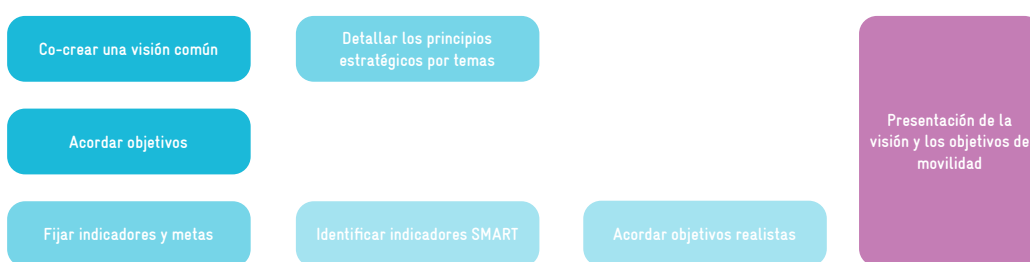 Co-crear una visión común
Detallar los principios
estratégicos por temas
Acordar objetivos
Presentación de la
visión y los objetivos de
movilidad
Fijar indicadores y metas
Identificar indicadores SMART
Acordar objetivos realistas